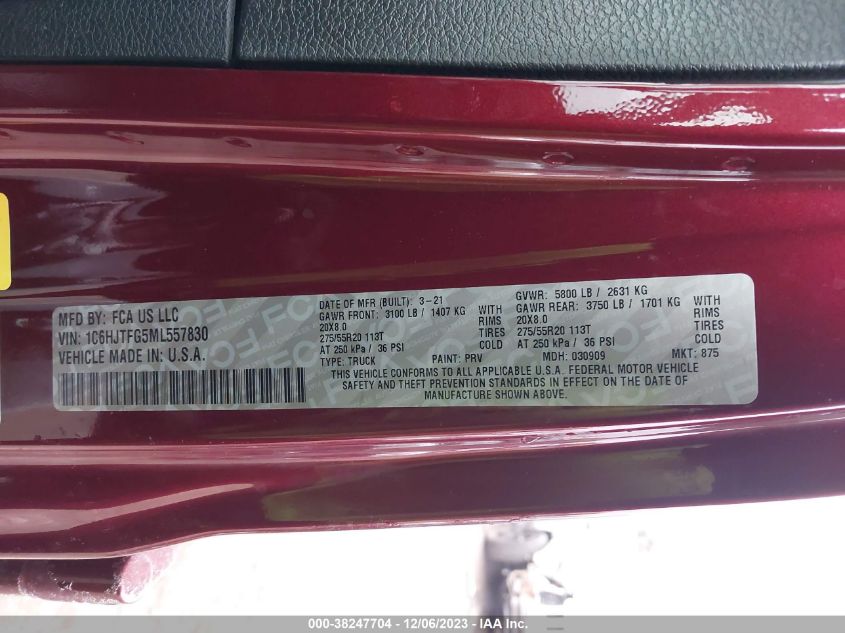 MFD BY: FCA US LLC
VIN: 1C6HJTFG5ML557830
VEHICLE MADE IN U.S.A.
DATE OF MFR (BUILT): 3-21
GAWR FRONT: 3100 LB / 1407 KG WITH
20X8.0 RIMS
275/55R20 113T TIRES
AT 250 kPa / 36 PSI COLD
TYPE: TRUCK PAINT: PRV
GVWR: 5800 LB / 2631 KG
GAWR REAR: 3750 LB / 1701 KG WITH
20X8.0 RIMS
275/55R20 113T TIRES
AT 250 kPa / 36 PSI COLD
MDH: 030909 MKT: 875
THIS VEHICLE CONFORMS TO ALL APPLICABLE U.S.A. FEDERAL MOTOR VEHICLE
SAFETY AND THEFT PREVENTION STANDARDS IN EFFECT ON THE DATE OF
MANUFACTURE SHOWN ABOVE.
000-38247704 - 12/06/2023 - IAA Inc.